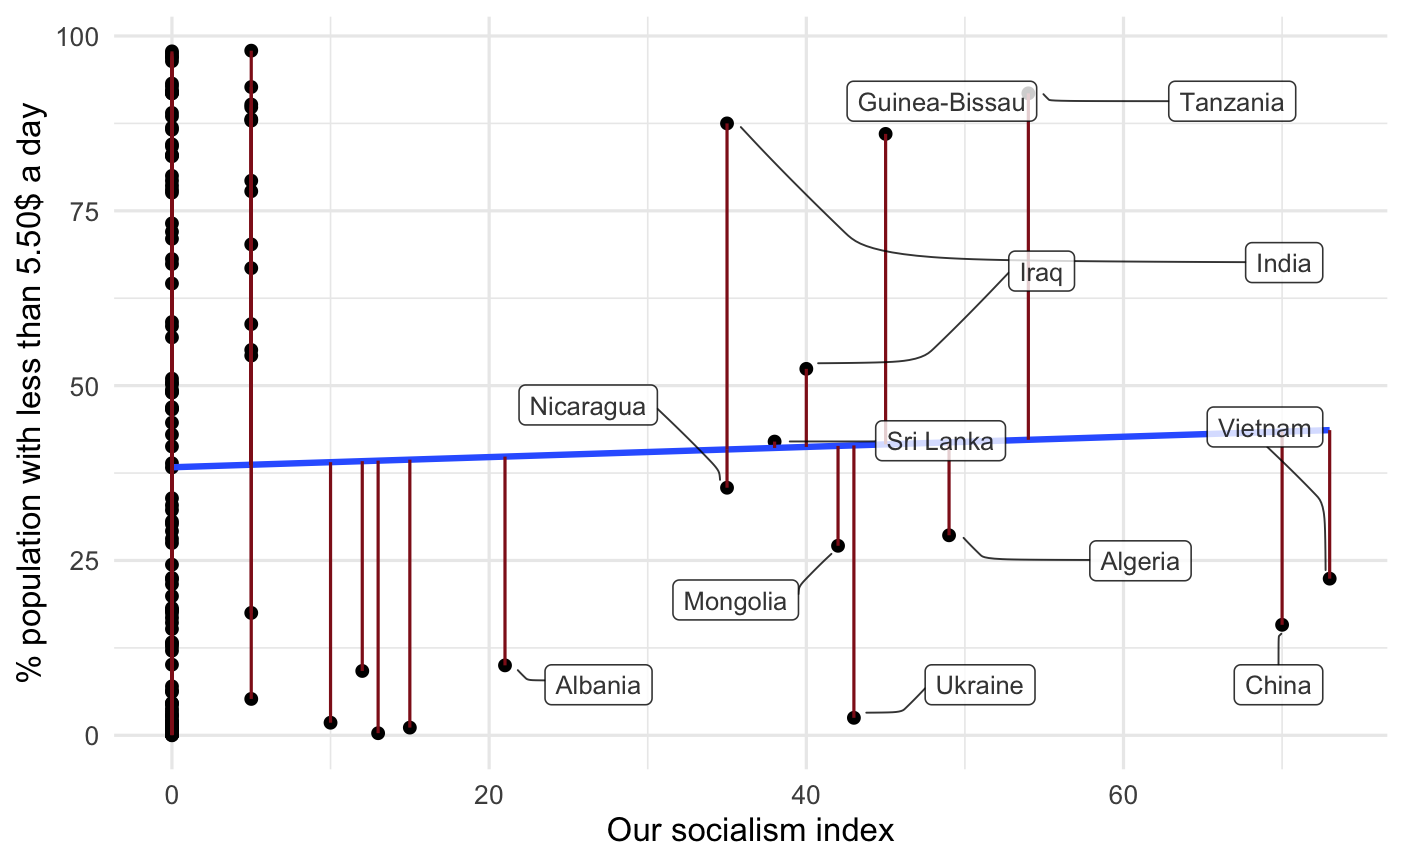 % population with less than 5.50$ a day
100
75
50
25
0
Guinea-Bissau
Tanzania
India
Iraq
Nicaragua
Vietnam
Sri Lanka
Algeria
Mongolia
Albania
Ukraine
China
0
20
40
60
Our socialism index